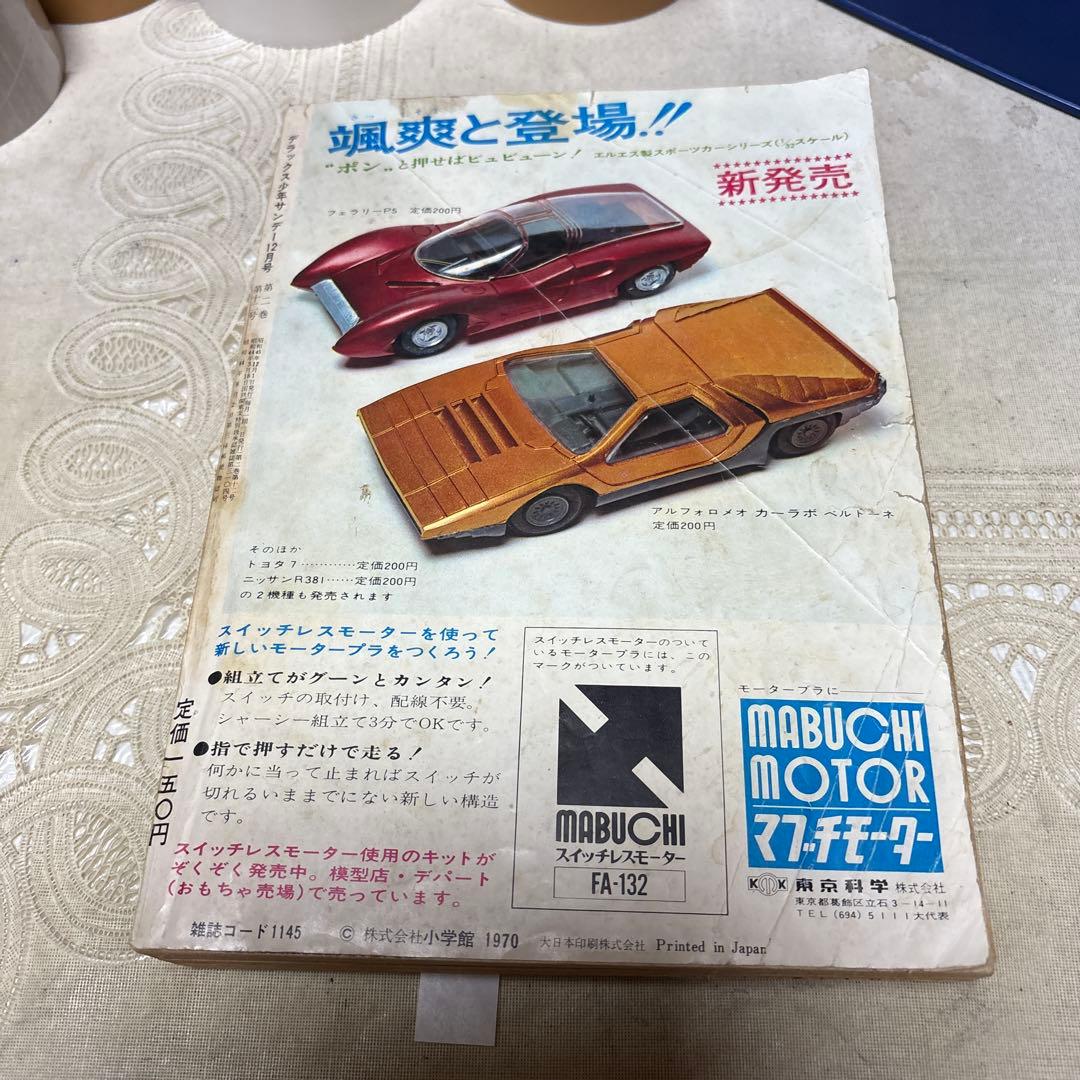 颯爽と登場!!
"ポン"と押せばビュビューン! エルエス製スポーツカーシリーズ(1/32スケール)
新発売
フェラリーP5 定価200円
アルフォロメオ カーラボ ベルトーネ
定価200円
そのほか
トヨタ7…………定価200円
ニッサンR381……定価200円
の2機種も発売されます
スイッチレスモーターを使って
新しいモータープラをつくろう!
●組立てがグーンとカンタン!
スイッチの取付け、配線不要。
シャーシー組立て3分でOKです。
●指で押すだけで走る!
何かに当って止まればスイッチが
切れるいままでにない新しい構造
です。
スイッチレスモーター使用のキットが
ぞくぞく発売中。模型店・デパート
(おもちゃ売場)で売っています。
スイッチレスモーターのついて
いるモータープラには、この
マークがついています。
MABUCHI
スイッチレスモーター
FA-132
モータープラに
MABUCHI
MOTOR
マブチモーター
KTK 東京科学株式会社
東京都葛飾区立石3-14-11
TEL(694)5111大代表
雑誌コード1145 © 株式会社小学館 1970 大日本印刷株式会社 Printed in Japan
デラックス少年サンデー12月号 第二巻
定価一五〇円